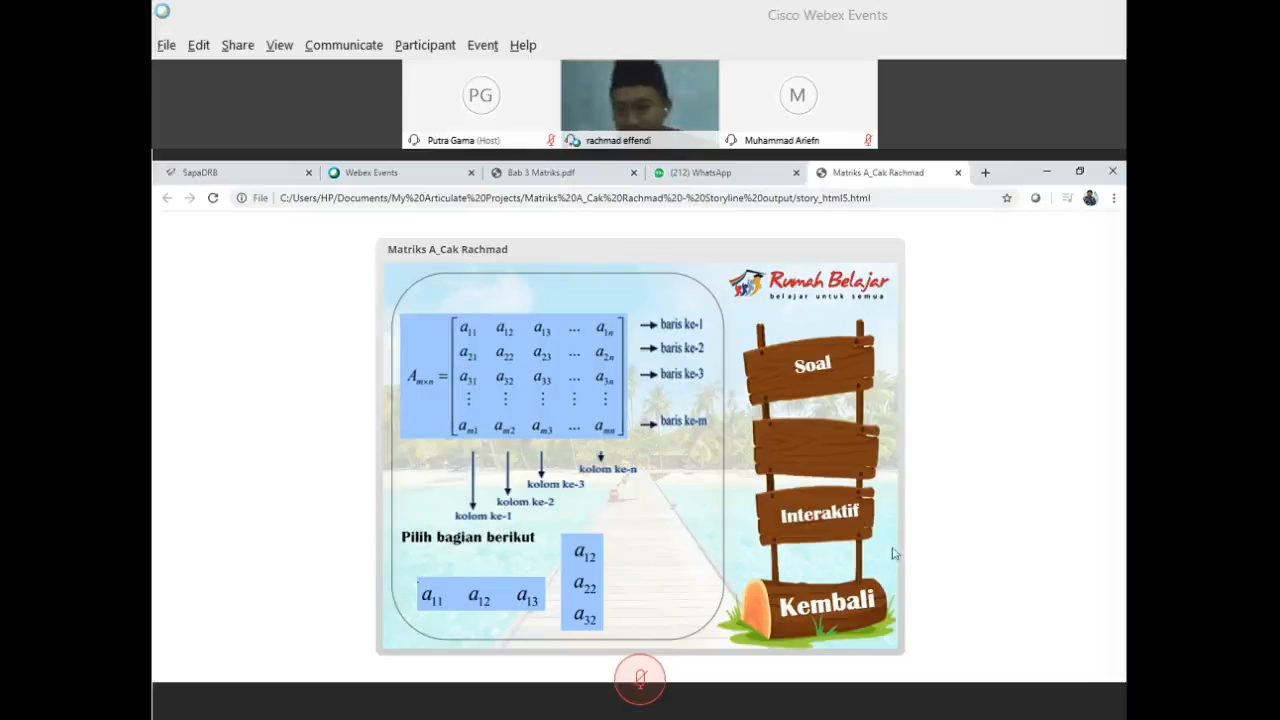 Cisco Webex Events
File Edit Share View Communicate Participant Event Help
PG
M
Putra Gama (Host)
rachmad effendi
Muhammad Ariefn
SapaDRB
Webex Events
Bab 3 Matriks.pdf
(212) WhatsApp
Matriks A_Cak Rachmad
File C:/Users/HP/Documents/My%20Articulate%20Projects/Matriks%20A_Cak%20Rachmad%20-%20Storyline%20output/story_html5.html
Matriks A_Cak Rachmad
Rumah Belajar
belajar untuk semua
a11 a12 a13 ... a1n → baris ke-1
a21 a22 a23 ... a2n → baris ke-2
Am×n = a31 a32 a33 ... a3n → baris ke-3
⋮ ⋮ ⋮ ⋮ ⋮
am1 am2 am3 ... amn → baris ke-m
kolom ke-n
kolom ke-3
kolom ke-2
kolom ke-1
Pilih bagian berikut
a11 a12 a13
a12
a22
a32
Soal
Interaktif
Kembali